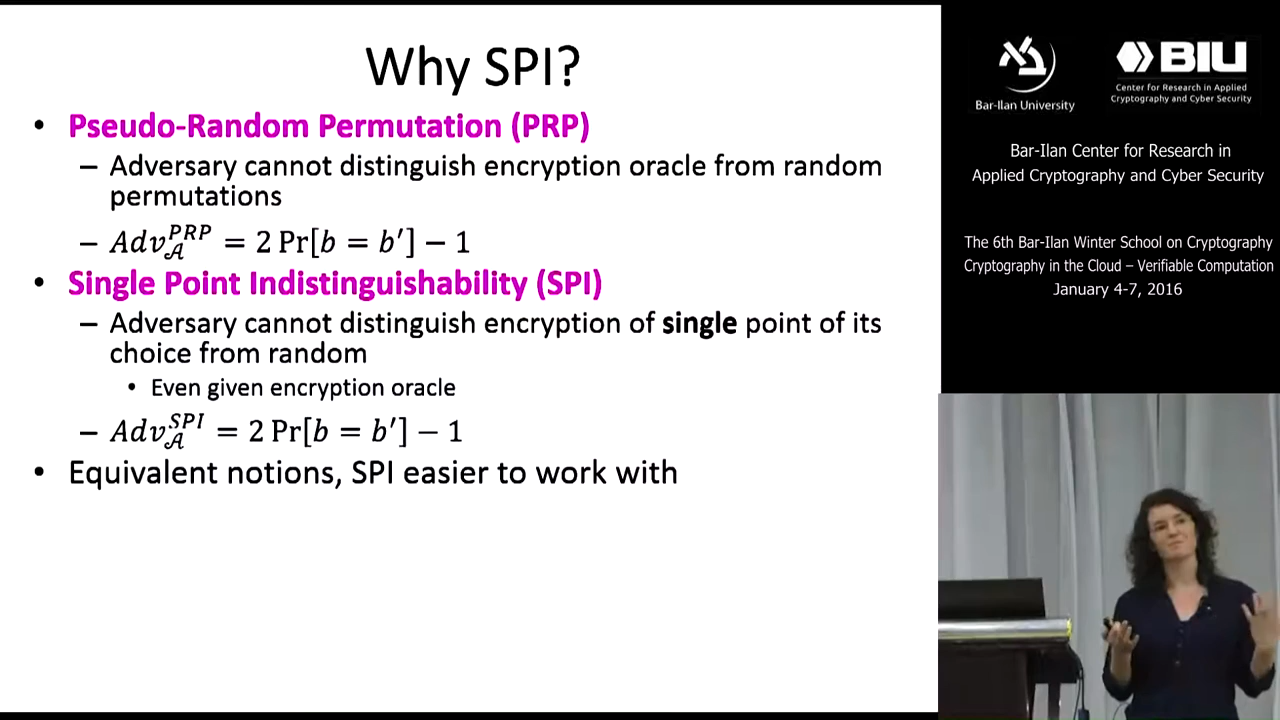 Why SPI?
• Pseudo-Random Permutation (PRP)
– Adversary cannot distinguish encryption oracle from random
permutations
– $Adv_{\mathcal{A}}^{PRP} = 2\Pr[b = b'] - 1$
• Single Point Indistinguishability (SPI)
– Adversary cannot distinguish encryption of single point of its
choice from random
• Even given encryption oracle
– $Adv_{\mathcal{A}}^{SPI} = 2\Pr[b = b'] - 1$
• Equivalent notions, SPI easier to work with
Bar-Ilan University
BIU
Center for Research in Applied
Cryptography and Cyber Security
Bar-Ilan Center for Research in
Applied Cryptography and Cyber Security
The 6th Bar-Ilan Winter School on Cryptography
Cryptography in the Cloud – Verifiable Computation
January 4-7, 2016